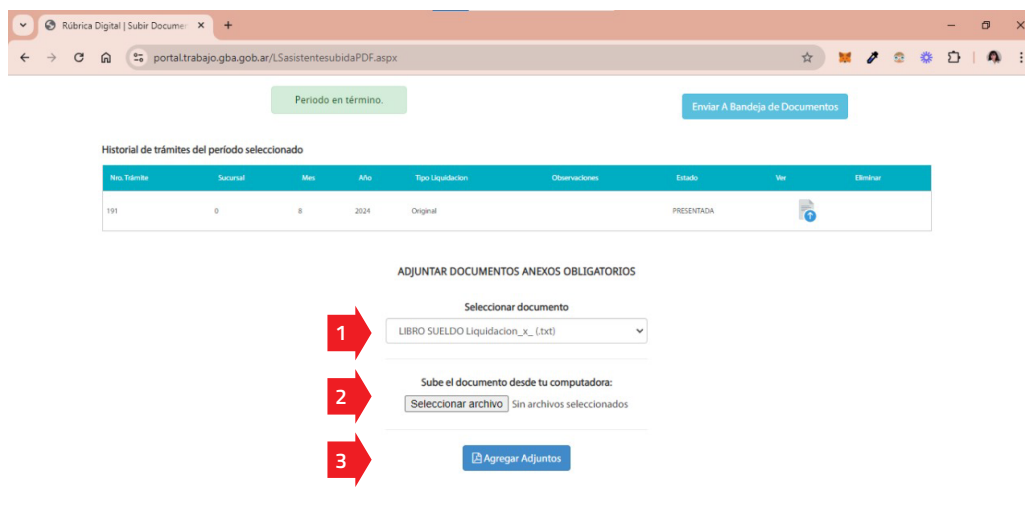 Rúbrica Digital | Subir Documen
portal.trabajo.gba.gob.ar/LSasistentesubidaPDF.aspx
Periodo en término.
Enviar A Bandeja de Documentos
Historial de trámites del período seleccionado
Nro. Trámite Sucursal Mes Año Tipo Liquidacion Observaciones Estado Ver Eliminar
191 0 8 2024 Original PRESENTADA
ADJUNTAR DOCUMENTOS ANEXOS OBLIGATORIOS
Seleccionar documento
1 LIBRO SUELDO Liquidacion_x_ (.txt)
Sube el documento desde tu computadora:
2 Seleccionar archivo Sin archivos seleccionados
3 Agregar Adjuntos